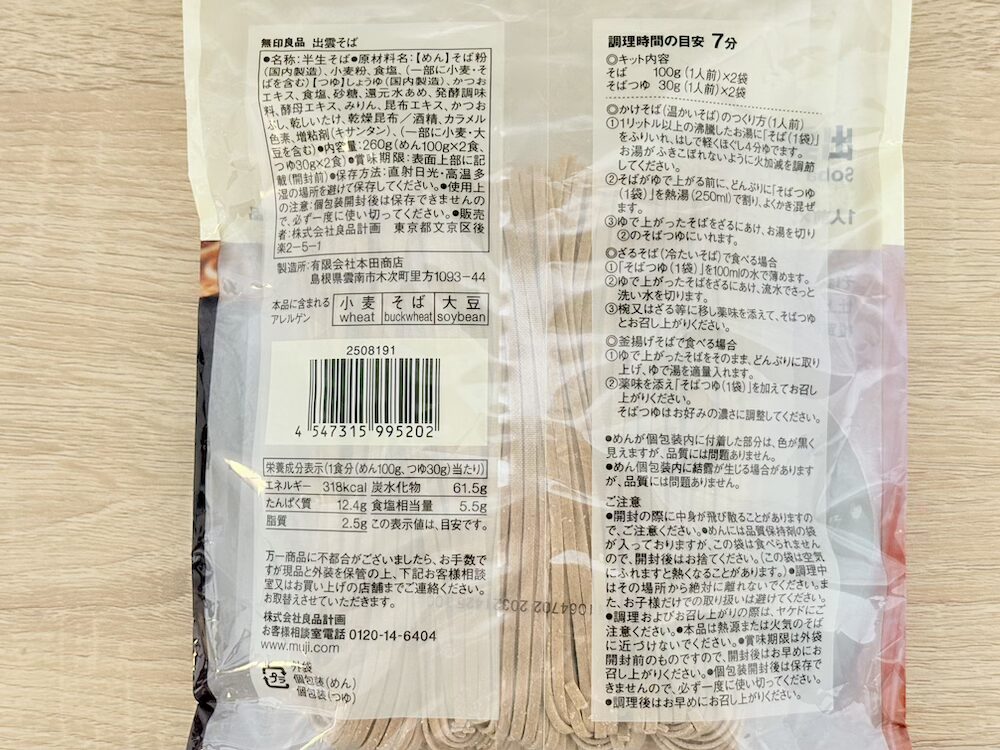 無印良品 出雲そば
●名称：半生そば●原材料名：【めん】そば粉
（国内製造）、小麦粉、食塩、（一部に小麦・そ
ばを含む）【つゆ】しょうゆ（国内製造）、かつお
エキス、食塩、砂糖、還元水あめ、発酵調味
料、酵母エキス、みりん、昆布エキス、かつお
ぶし、乾しいたけ、乾燥昆布／酒精、カラメル
色素、増粘剤（キサンタン）、（一部に小麦・大
豆を含む）●内容量：260g（めん100g×2食、
つゆ30g×2食）●賞味期限：表面上部に記
載（開封前）●保存方法：直射日光・高温多
湿の場所を避けて保存してください。●使用上
の注意：個包装開封後は保存できませんの
で、必ず一度に使い切ってください。●販売
者：株式会社良品計画 東京都文京区後
楽2-5-1
製造所：有限会社本田商店
島根県雲南市木次町里方1093-44
本品に含まれる
アレルゲン
小麦 そば 大豆
wheat buckwheat soybean
2508191
4 547315 995202
栄養成分表示（1食分（めん100g、つゆ30g）当たり）
エネルギー 318kcal 炭水化物 61.5g
たんぱく質 12.4g 食塩相当量 5.5g
脂質 2.5g この表示値は、目安です。
万一商品に不都合がございましたら、お手数で
すが現品と外装を保管の上、下記お客様相談
室又はお買い上げの店舗までご連絡ください。
お取替えさせていただきます。
株式会社良品計画
お客様相談室電話 0120-14-6404
www.muji.com
プラ
外袋
個包装（めん）
個包装（つゆ）
調理時間の目安 7分
◎キット内容
そば 100g（1人前）×2袋
そばつゆ 30g（1人前）×2袋
◎かけそば（温かいそば）のつくり方（1人前）
①1リットル以上の沸騰したお湯に「そば（1袋）」
をふりいれ、はしで軽くほぐし4分ゆでます。
お湯がふきこぼれないように火加減を調節
してください。
②そばがゆで上がる前に、どんぶりに「そばつゆ
（1袋）」を熱湯（250ml）で割り、よくかき混ぜ
ます。
③ゆで上がったそばをざるにあけ、お湯を切り
②のそばつゆにいれます。
◎ざるそば（冷たいそば）で食べる場合
①「そばつゆ（1袋）」を100mlの水で薄めます。
②ゆで上がったそばをざるにあけ、流水でさっと
洗い水を切ります。
③椀又はざる等に移し薬味を添えて、そばつゆ
とお召し上がりください。
◎釜揚げそばで食べる場合
①ゆで上がったそばをそのまま、どんぶりに取り
上げ、ゆで湯を適量入れます。
②薬味を添え「そばつゆ（1袋）」を加えてお召し
上がりください。
そばつゆはお好みの濃さに調整してください。
●めんが個包装内に付着した部分は、色が黒く
見えますが、品質には問題ありません。
●めん個包装内に結露が生じる場合があります
が、品質には問題ありません。
ご注意
●開封の際に中身が飛び散ることがありますの
で、ご注意ください。●めんには品質保持剤の袋
が入っておりますが、この袋は食べられません
ので、開封後はお捨てください。（この袋は空気
にふれますと熱くなることがあります。）●調理中
はその場所から絶対に離れないでください。ま
た、お子様だけでの取り扱いは避けてください。
●調理およびお召し上がりの際は、ヤケドにご
注意ください。●本品は熱源または火気のそば
に近づけないでください。●賞味期限は外袋
開封前のものですので、開封後はお早めにお
召し上がりください。●個包装開封後は保存で
きませんので、必ず一度に使い切ってください。
●調理後はお早めにお召し上がりください。